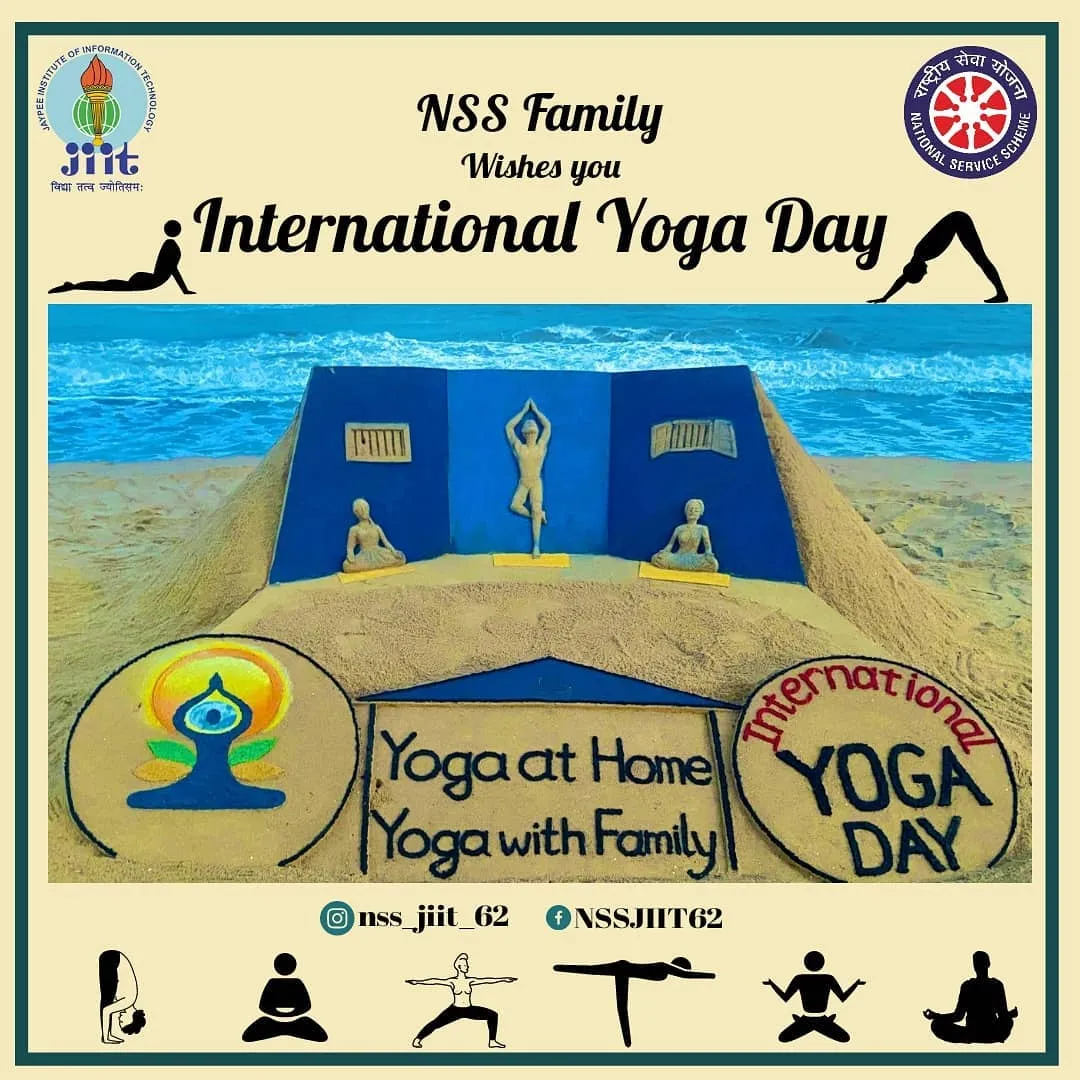 JAYPEE INSTITUTE OF INFORMATION TECHNOLOGY
jiit
विद्या तत्व ज्योतिसमः
राष्ट्रीय सेवा योजना
NATIONAL SERVICE SCHEME
NSS Family
Wishes you
International Yoga Day
Yoga at Home
Yoga with Family
International
YOGA
DAY
nss_jiit_62
NSSJIIT62